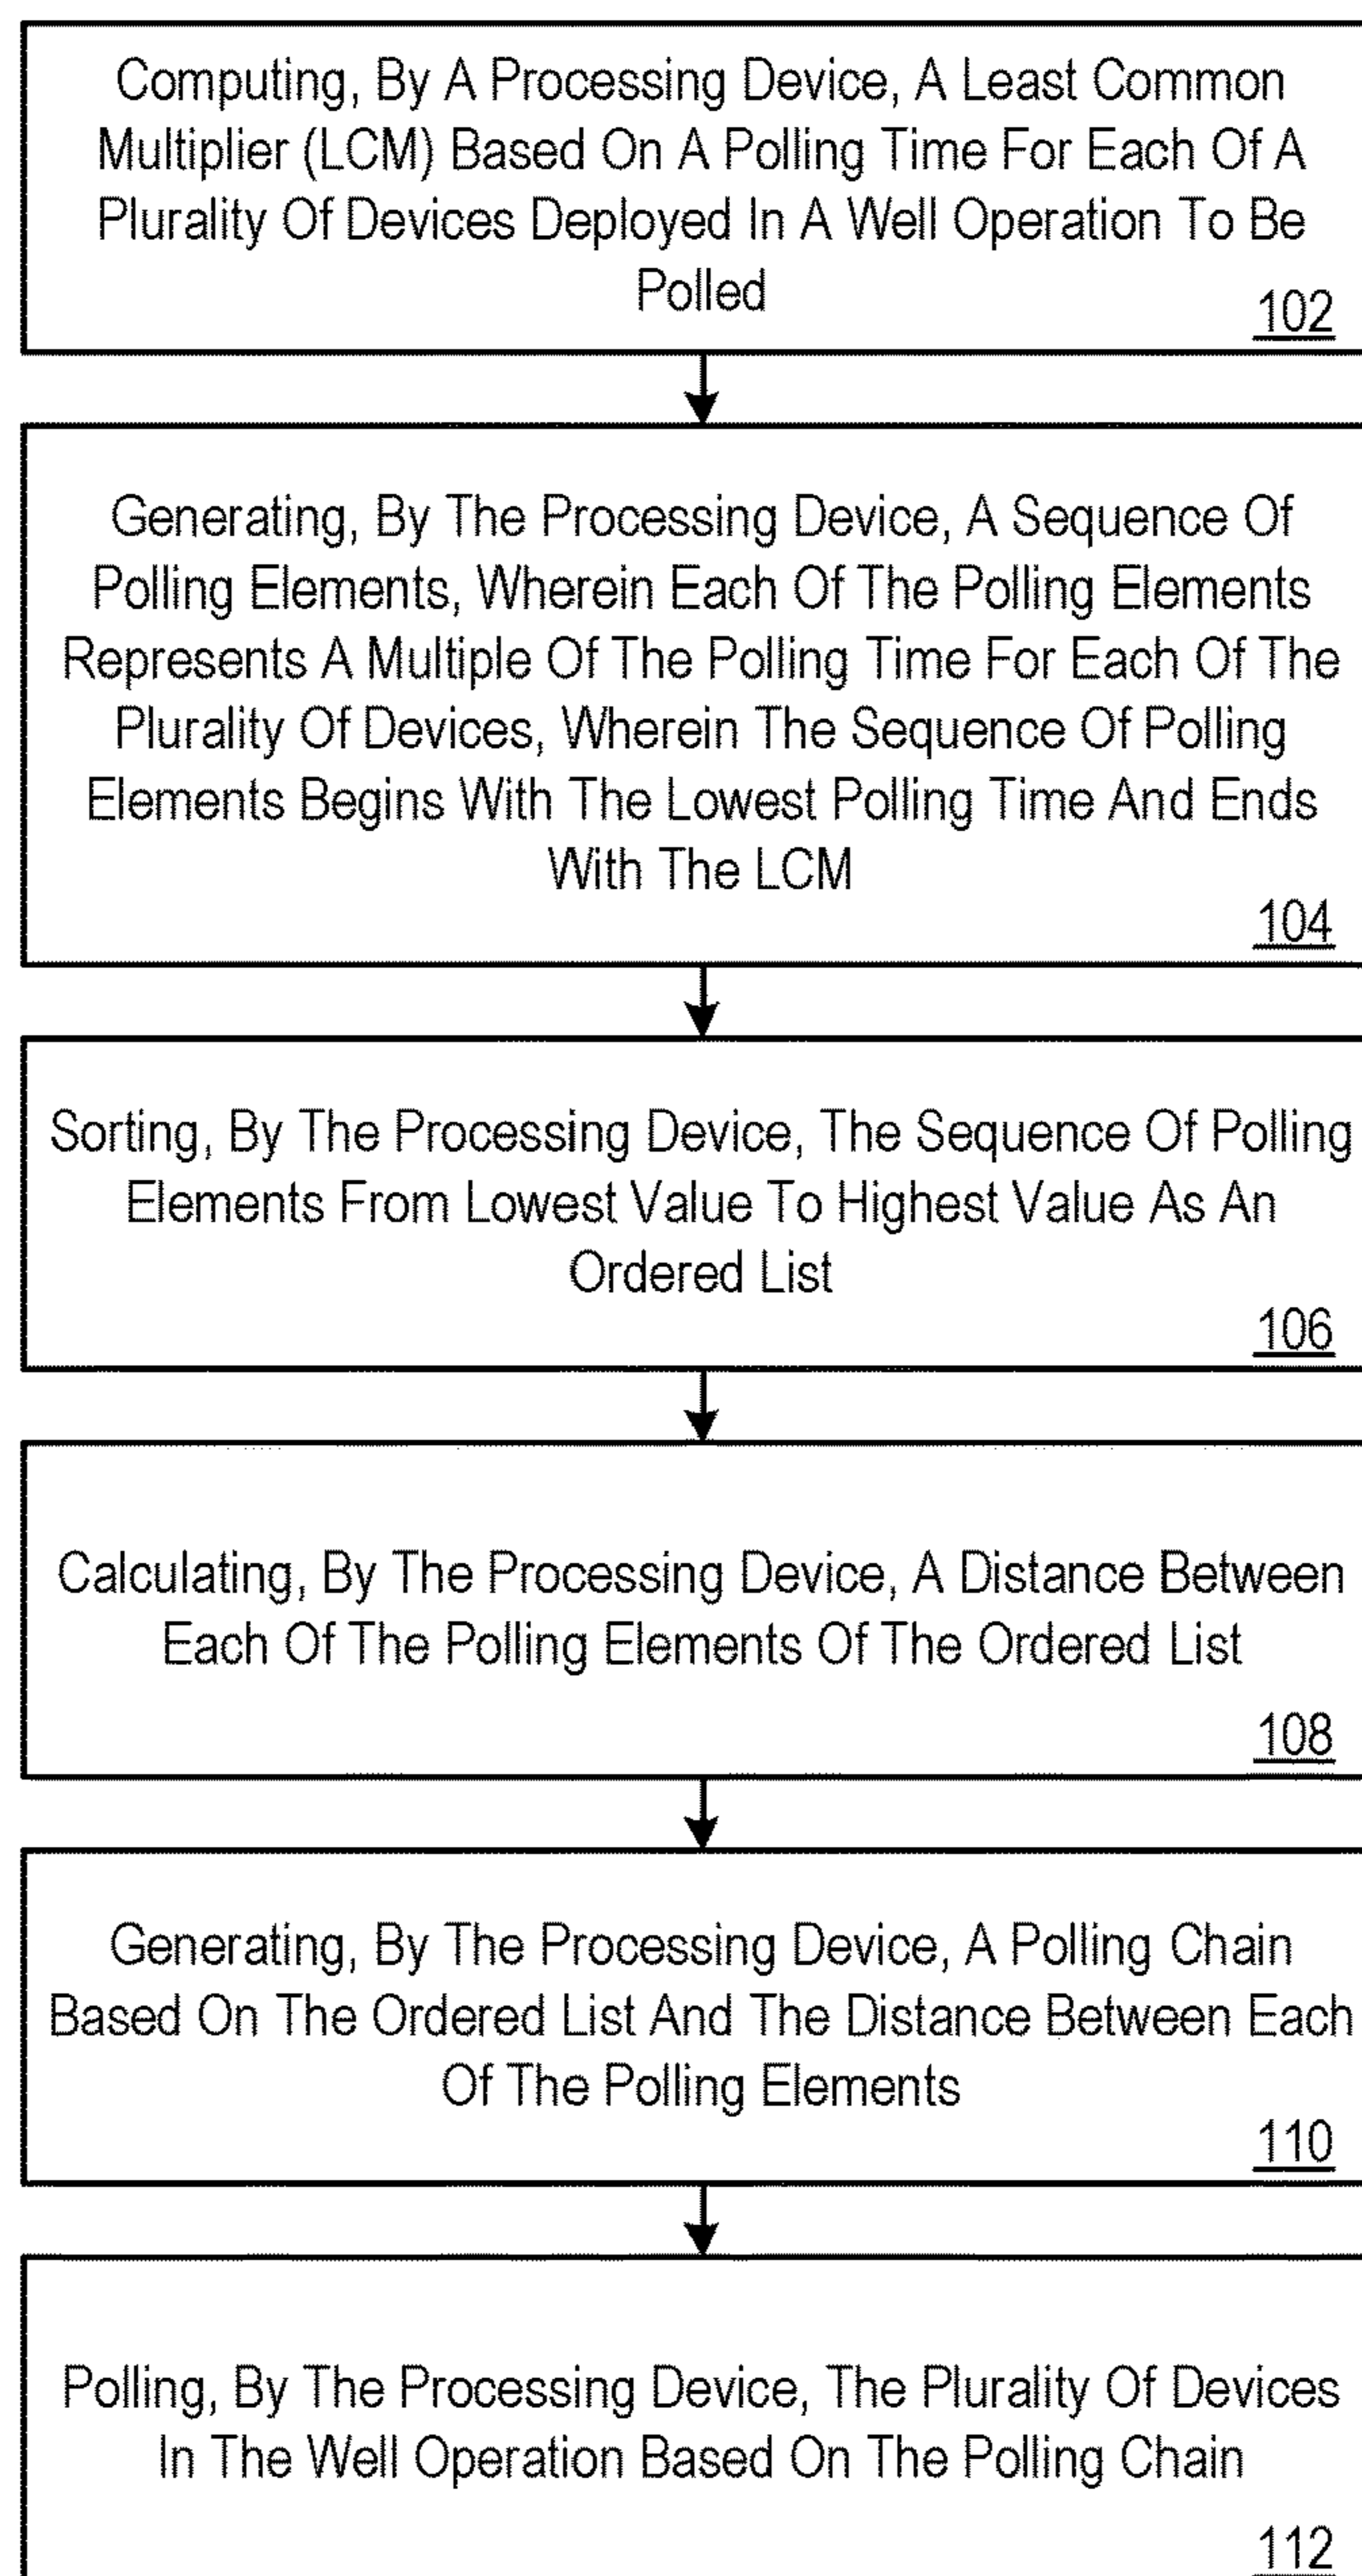 Computing, By A Processing Device, A Least Common
Multiplier (LCM) Based On A Polling Time For Each Of A
Plurality Of Devices Deployed In A Well Operation To Be
Polled
102
Generating, By The Processing Device, A Sequence Of
Polling Elements, Wherein Each Of The Polling Elements
Represents A Multiple Of The Polling Time For Each Of The
Plurality Of Devices, Wherein The Sequence Of Polling
Elements Begins With The Lowest Polling Time And Ends
With The LCM
104
Sorting, By The Processing Device, The Sequence Of Polling
Elements From Lowest Value To Highest Value As An
Ordered List
106
Calculating, By The Processing Device, A Distance Between
Each Of The Polling Elements Of The Ordered List
108
Generating, By The Processing Device, A Polling Chain
Based On The Ordered List And The Distance Between Each
Of The Polling Elements
110
Polling, By The Processing Device, The Plurality Of Devices
In The Well Operation Based On The Polling Chain
112